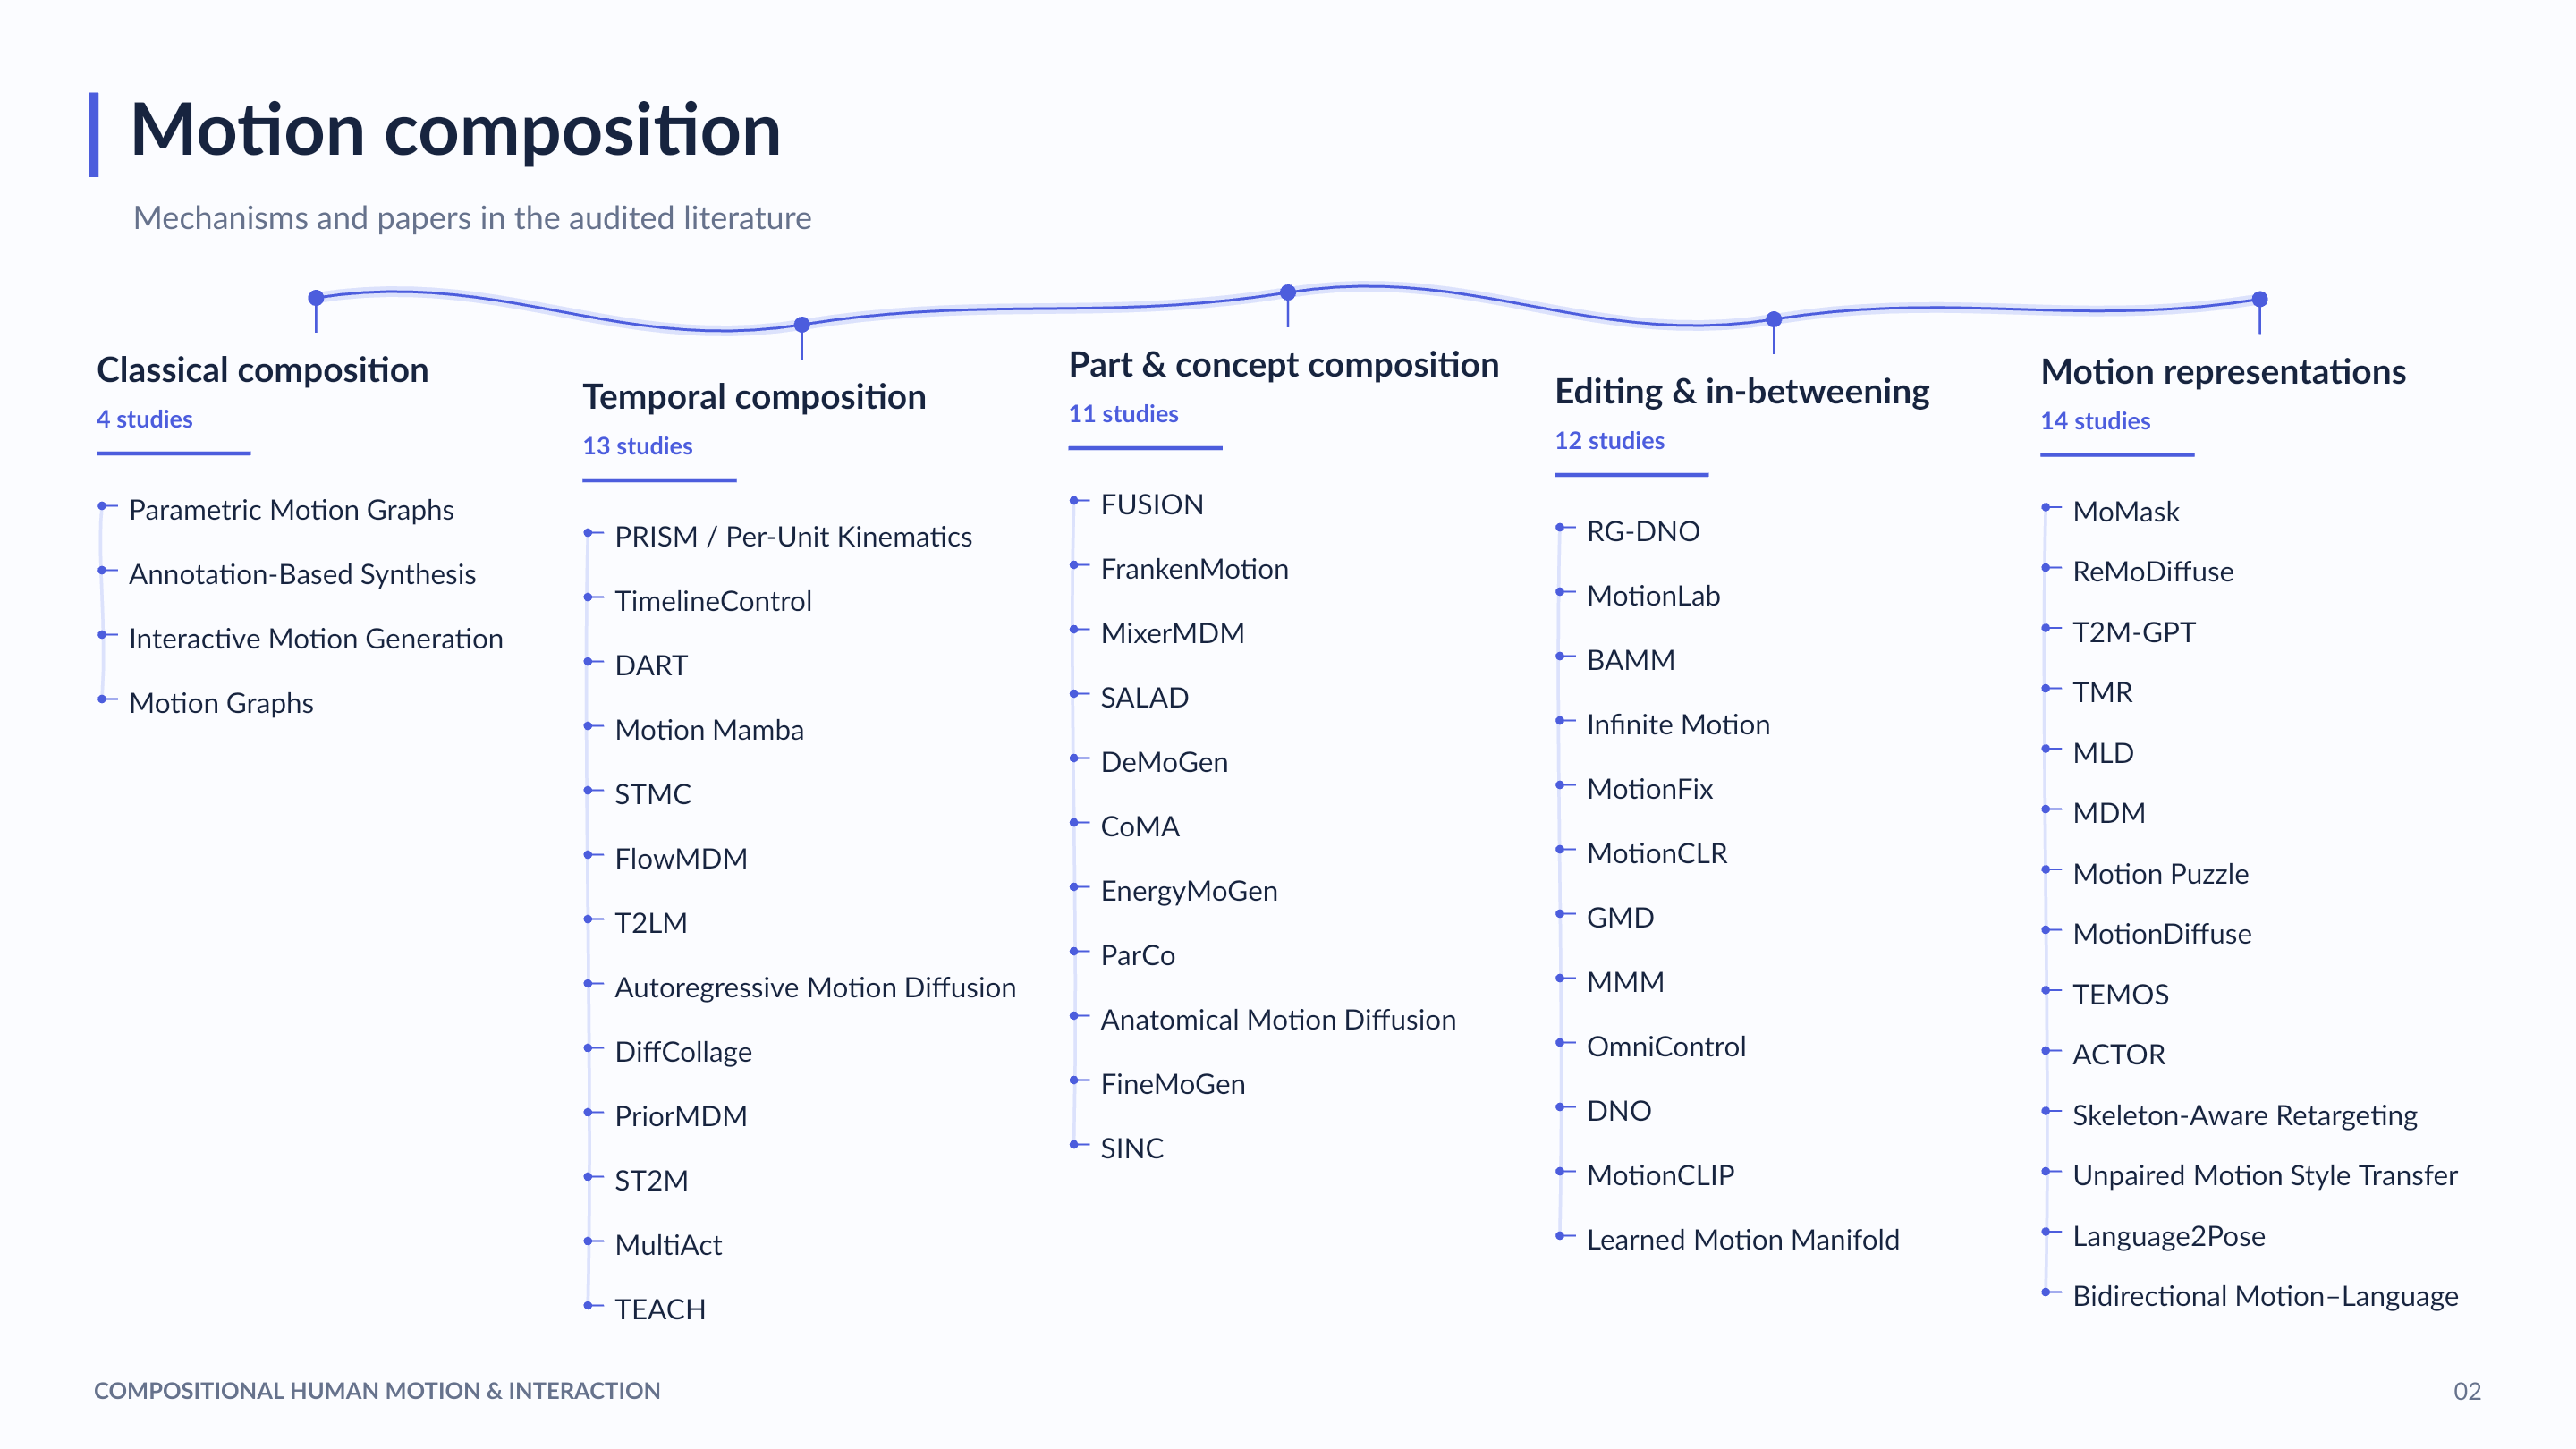 Motion composition
Mechanisms and papers in the audited literature
Classical composition
4 studies
Parametric Motion Graphs
Annotation-Based Synthesis
Interactive Motion Generation
Motion Graphs
Temporal composition
13 studies
PRISM / Per-Unit Kinematics
TimelineControl
DART
Motion Mamba
STMC
FlowMDM
T2LM
Autoregressive Motion Diffusion
DiffCollage
PriorMDM
ST2M
MultiAct
TEACH
Part & concept composition
11 studies
FUSION
FrankenMotion
MixerMDM
SALAD
DeMoGen
CoMA
EnergyMoGen
ParCo
Anatomical Motion Diffusion
FineMoGen
SINC
Editing & in-betweening
12 studies
RG-DNO
MotionLab
BAMM
Infinite Motion
MotionFix
MotionCLR
GMD
MMM
OmniControl
DNO
MotionCLIP
Learned Motion Manifold
Motion representations
14 studies
MoMask
ReMoDiffuse
T2M-GPT
TMR
MLD
MDM
Motion Puzzle
MotionDiffuse
TEMOS
ACTOR
Skeleton-Aware Retargeting
Unpaired Motion Style Transfer
Language2Pose
Bidirectional Motion–Language
COMPOSITIONAL HUMAN MOTION & INTERACTION
02